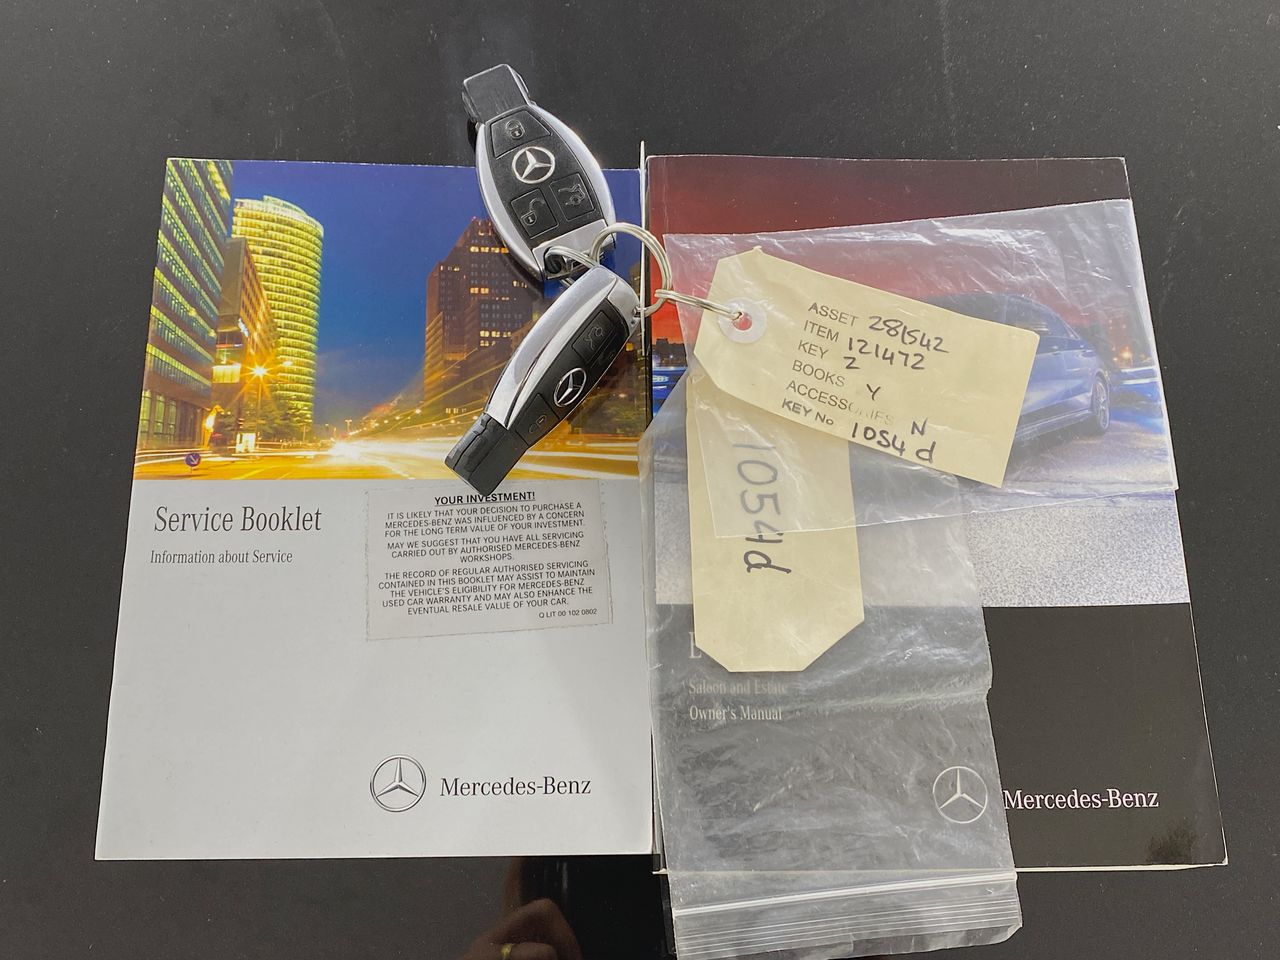 Service Booklet
Information about Service
YOUR INVESTMENT!
IT IS LIKELY THAT YOUR DECISION TO PURCHASE A
MERCEDES-BENZ WAS INFLUENCED BY A CONCERN
FOR THE LONG TERM VALUE OF YOUR INVESTMENT.
MAY WE SUGGEST THAT YOU HAVE ALL SERVICING
CARRIED OUT BY AUTHORISED MERCEDES-BENZ
WORKSHOPS.
THE RECORD OF REGULAR AUTHORISED SERVICING
CONTAINED IN THIS BOOKLET MAY ASSIST TO MAINTAIN
THE VEHICLE'S ELIGIBILITY FOR MERCEDES-BENZ
USED CAR WARRANTY AND MAY ALSO ENHANCE THE
EVENTUAL RESALE VALUE OF YOUR CAR.
Q LIT 00 102 0802
Mercedes-Benz
ASSET 281542
ITEM 121472
KEY 2
BOOKS Y
ACCESSORIES N
KEY No 1054d
1054d
E
Saloon and Estate
Owner's Manual
Mercedes-Benz